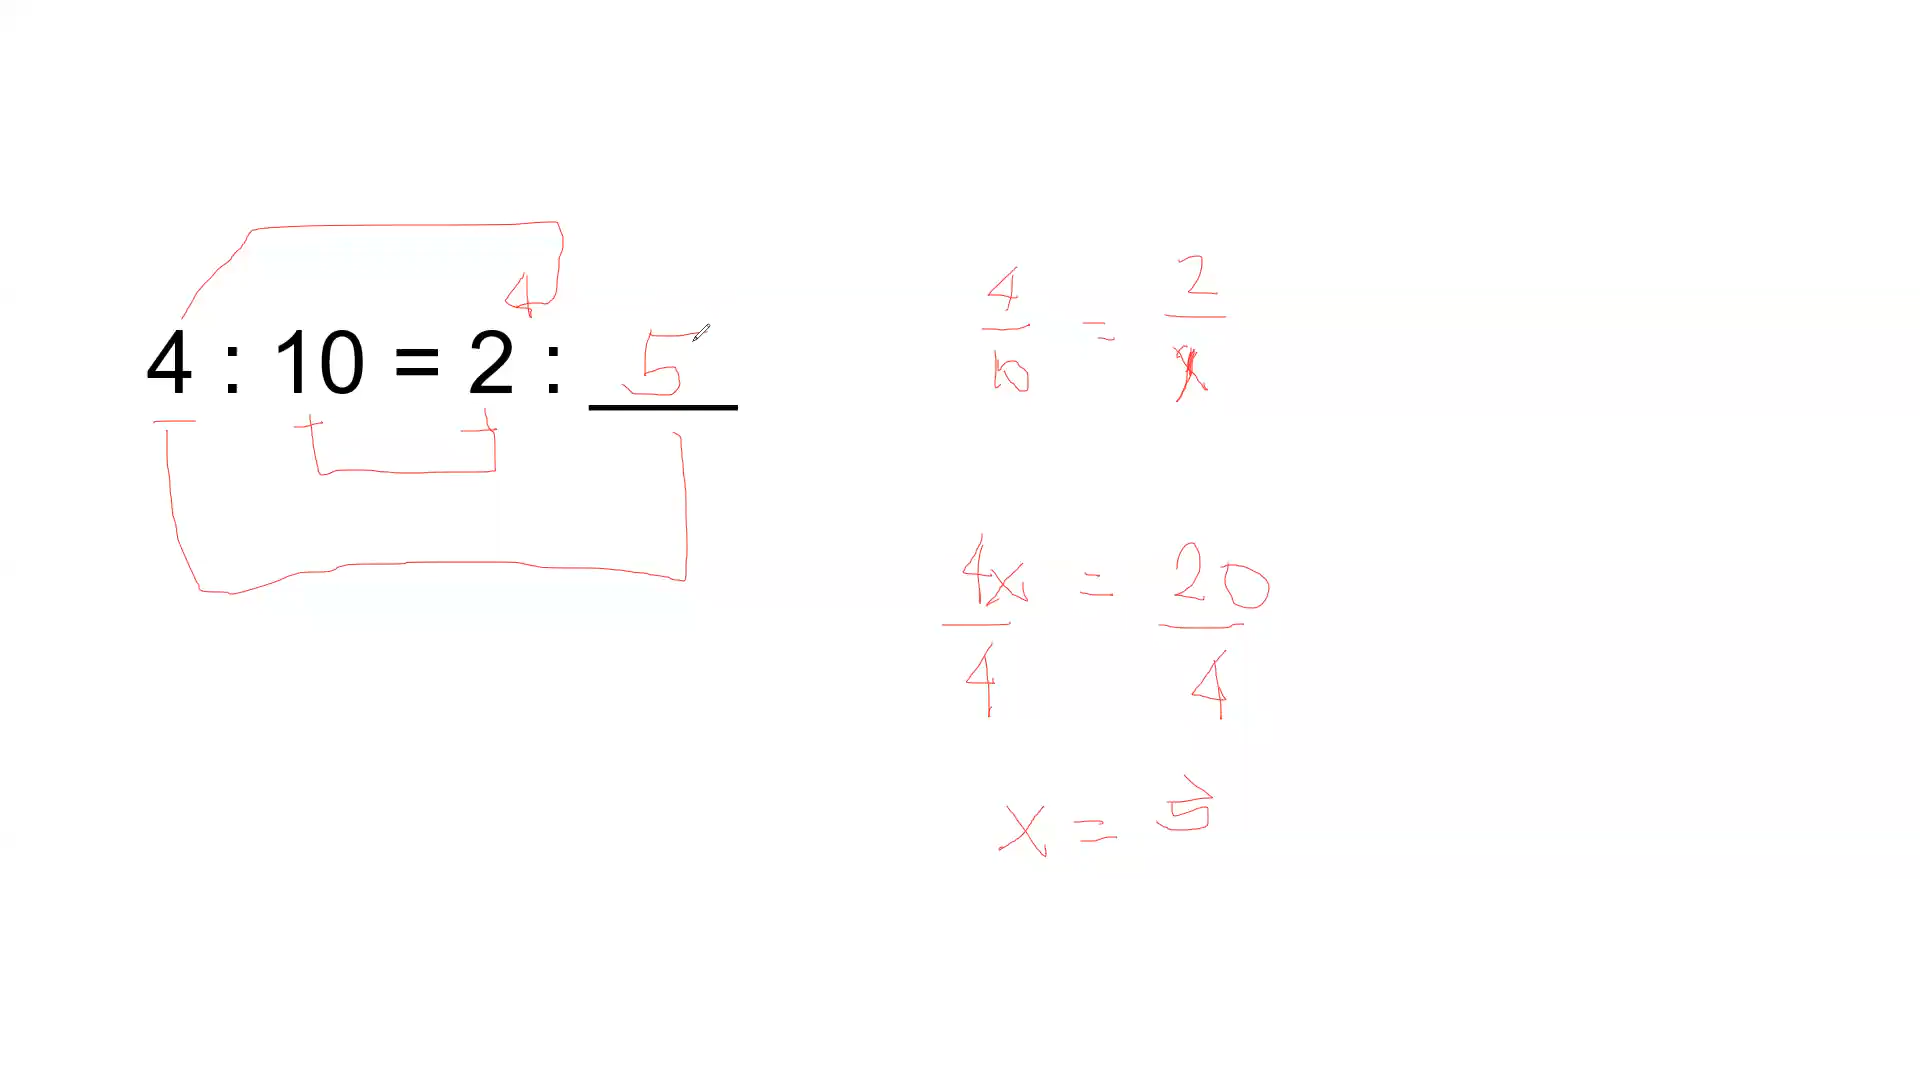 4
4 : 10 = 2 : 5
4/10 = 2/x
4x/4 = 20/4
x = 5